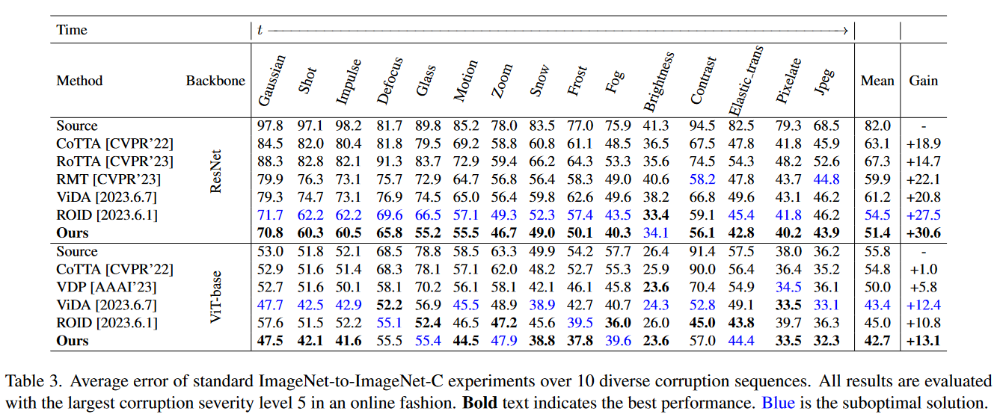 Time t
Method Backbone Gaussian Shot Impulse Defocus Glass Motion Zoom Snow Frost Fog Brightness Contrast Elastic_trans Pixelate Jpeg Mean Gain
ResNet
Source 97.8 97.1 98.2 81.7 89.8 85.2 78.0 83.5 77.0 75.9 41.3 94.5 82.5 79.3 68.5 82.0 -
CoTTA [CVPR'22] 84.5 82.0 80.4 81.8 79.5 69.2 58.8 60.8 61.1 48.5 36.5 67.5 47.8 41.8 45.9 63.1 +18.9
RoTTA [CVPR'23] 88.3 82.8 82.1 91.3 83.7 72.9 59.4 66.2 64.3 53.3 35.6 74.5 54.3 48.2 52.6 67.3 +14.7
RMT [CVPR'23] 79.9 76.3 73.1 75.7 72.9 64.7 56.8 56.4 58.3 49.0 40.6 58.2 47.8 43.7 44.8 59.9 +22.1
ViDA [2023.6.7] 79.3 74.7 73.1 76.9 74.5 65.0 56.4 59.8 62.6 49.6 38.2 66.8 49.6 43.1 46.2 61.2 +20.8
ROID [2023.6.1] 71.7 62.2 62.2 69.6 66.5 57.1 49.3 52.3 57.4 43.5 33.4 59.1 45.4 41.8 46.2 54.5 +27.5
Ours 70.8 60.3 60.5 65.8 55.2 55.5 46.7 49.0 50.1 40.3 34.1 56.1 42.8 40.2 43.9 51.4 +30.6
ViT-base
Source 53.0 51.8 52.1 68.5 78.8 58.5 63.3 49.9 54.2 57.7 26.4 91.4 57.5 38.0 36.2 55.8 -
CoTTA [CVPR'22] 52.9 51.6 51.4 68.3 78.1 57.1 62.0 48.2 52.7 55.3 25.9 90.0 56.4 36.4 35.2 54.8 +1.0
VDP [AAAI'23] 52.7 51.6 50.1 58.1 70.2 56.1 58.1 42.1 46.1 45.8 23.6 70.4 54.9 34.5 36.1 50.0 +5.8
ViDA [2023.6.7] 47.7 42.5 42.9 52.2 56.9 45.5 48.9 38.9 42.7 40.7 24.3 52.8 49.1 33.5 33.1 43.4 +12.4
ROID [2023.6.1] 57.6 51.5 52.2 55.1 52.4 46.5 47.2 45.6 39.5 36.0 26.0 45.0 43.8 39.7 36.3 45.0 +10.8
Ours 47.5 42.1 41.6 55.5 55.4 44.5 47.9 38.8 37.8 39.6 23.6 57.0 44.4 33.5 32.3 42.7 +13.1
Table 3. Average error of standard ImageNet-to-ImageNet-C experiments over 10 diverse corruption sequences. All results are evaluated
with the largest corruption severity level 5 in an online fashion. Bold text indicates the best performance. Blue is the suboptimal solution.